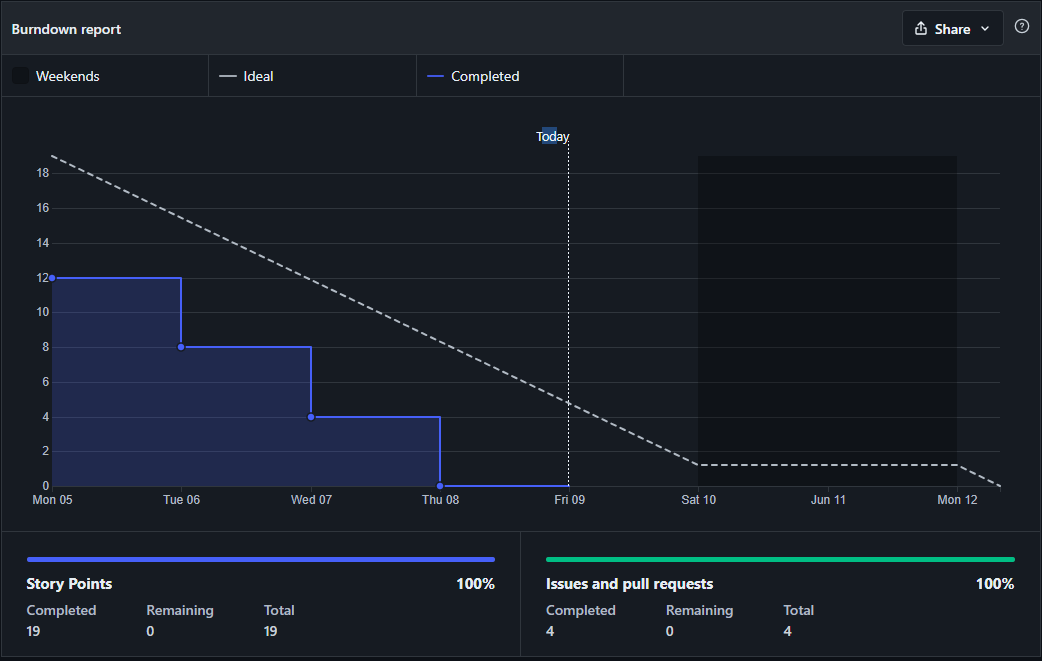 Burndown report
Share
Weekends
Ideal
Completed
Today
18
16
14
12
10
8
6
4
2
0
Mon 05 Tue 06 Wed 07 Thu 08 Fri 09 Sat 10 Jun 11 Mon 12
Story Points 100%
Completed Remaining Total
19 0 19
Issues and pull requests 100%
Completed Remaining Total
4 0 4